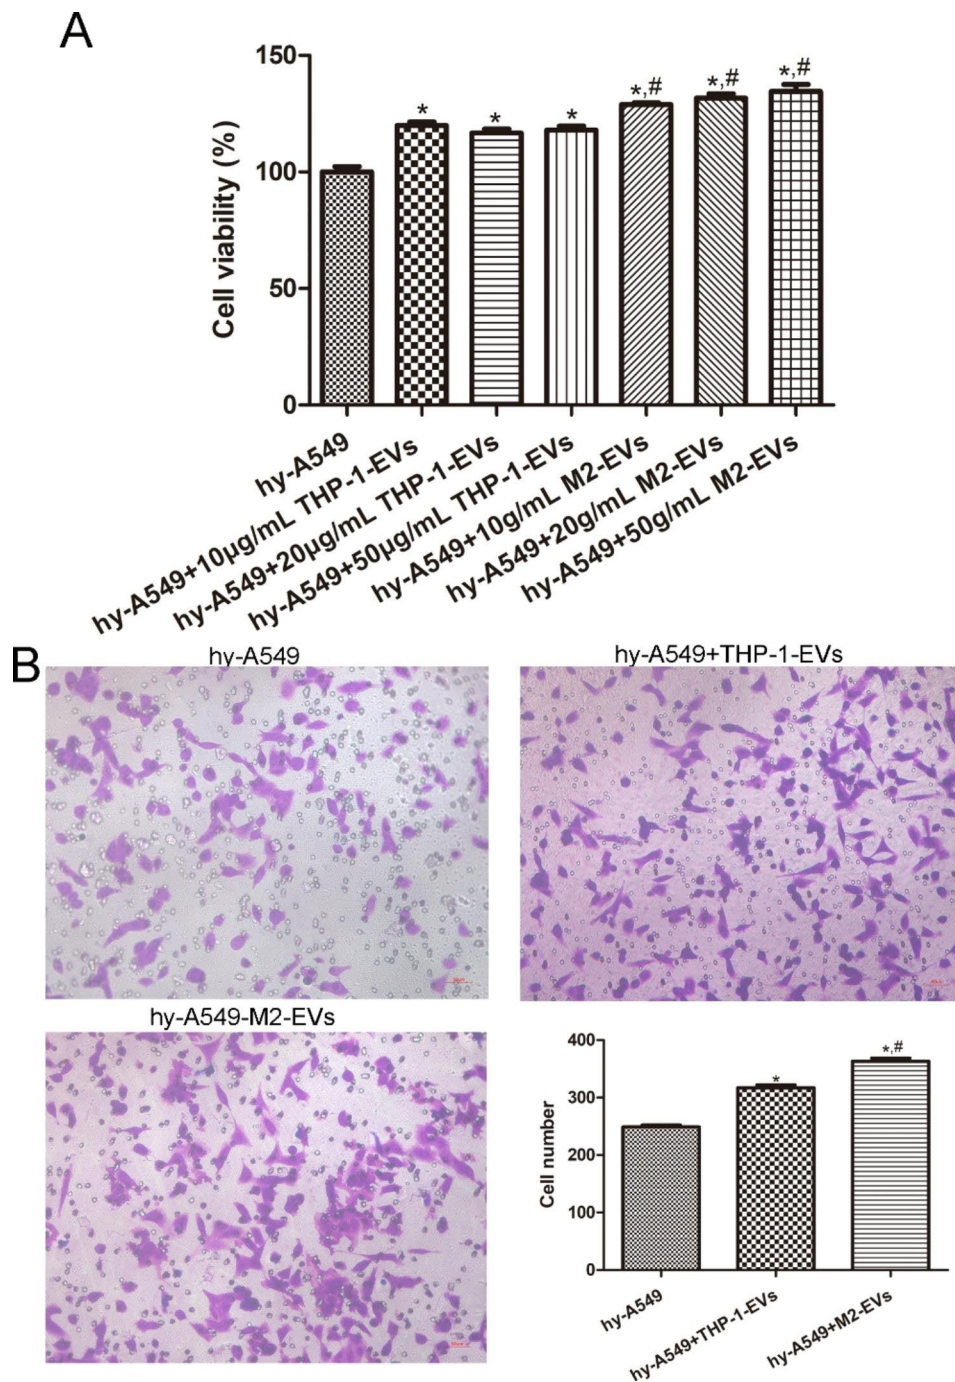 A
150
100
50
0
Cell viability (%)
*
*
*
*,#
*,#
*,#
hy-A549
hy-A549+10μg/mL THP-1-EVs
hy-A549+20μg/mL THP-1-EVs
hy-A549+50μg/mL THP-1-EVs
hy-A549+10g/mL M2-EVs
hy-A549+20g/mL M2-EVs
hy-A549+50g/mL M2-EVs
B
hy-A549
hy-A549+THP-1-EVs
hy-A549-M2-EVs
400
300
200
100
0
Cell number
*
*,#
hy-A549
hy-A549+THP-1-EVs
hy-A549+M2-EVs